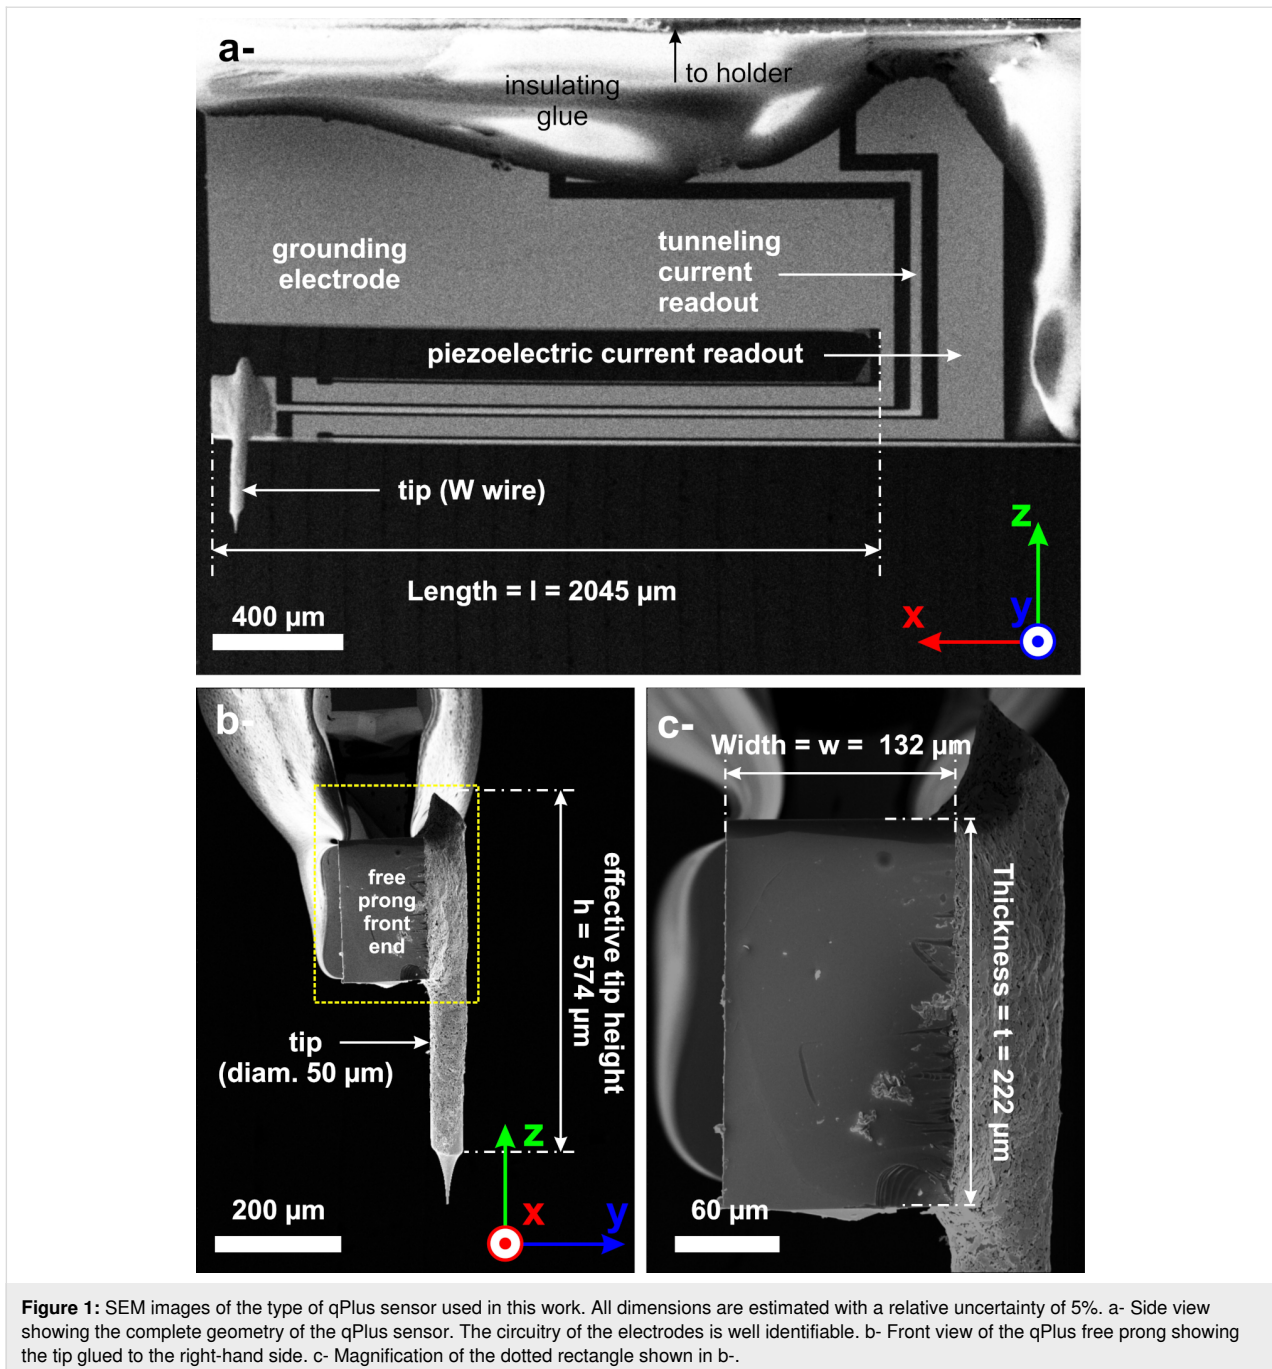 a-
to holder
insulating
glue
grounding
electrode
tunneling
current
readout
piezoelectric current readout
tip (W wire)
Length = l = 2045 µm
400 µm
z
y
x
b-
free
prong
front
end
effective tip height
h = 574 µm
tip
(diam. 50 µm)
z
x
y
200 µm
c-
Width = w = 132 µm
Thickness = t = 222 µm
60 µm
Figure 1: SEM images of the type of qPlus sensor used in this work. All dimensions are estimated with a relative uncertainty of 5%. a- Side view
showing the complete geometry of the qPlus sensor. The circuitry of the electrodes is well identifiable. b- Front view of the qPlus free prong showing
the tip glued to the right-hand side. c- Magnification of the dotted rectangle shown in b-.